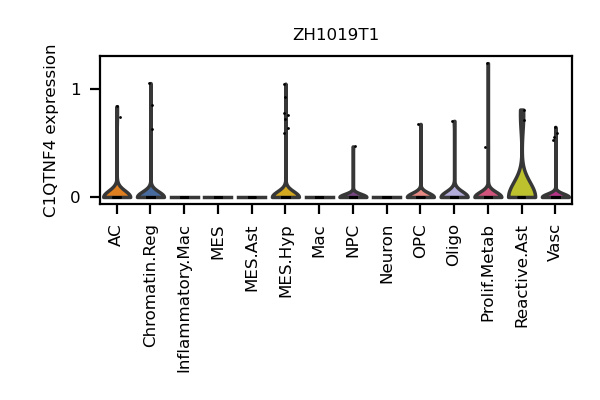 ZH1019T1
C1QTNF4 expression
1
0
AC
Chromatin.Reg
Inflammatory.Mac
MES
MES.Ast
MES.Hyp
Mac
NPC
Neuron
OPC
Oligo
Prolif.Metab
Reactive.Ast
Vasc